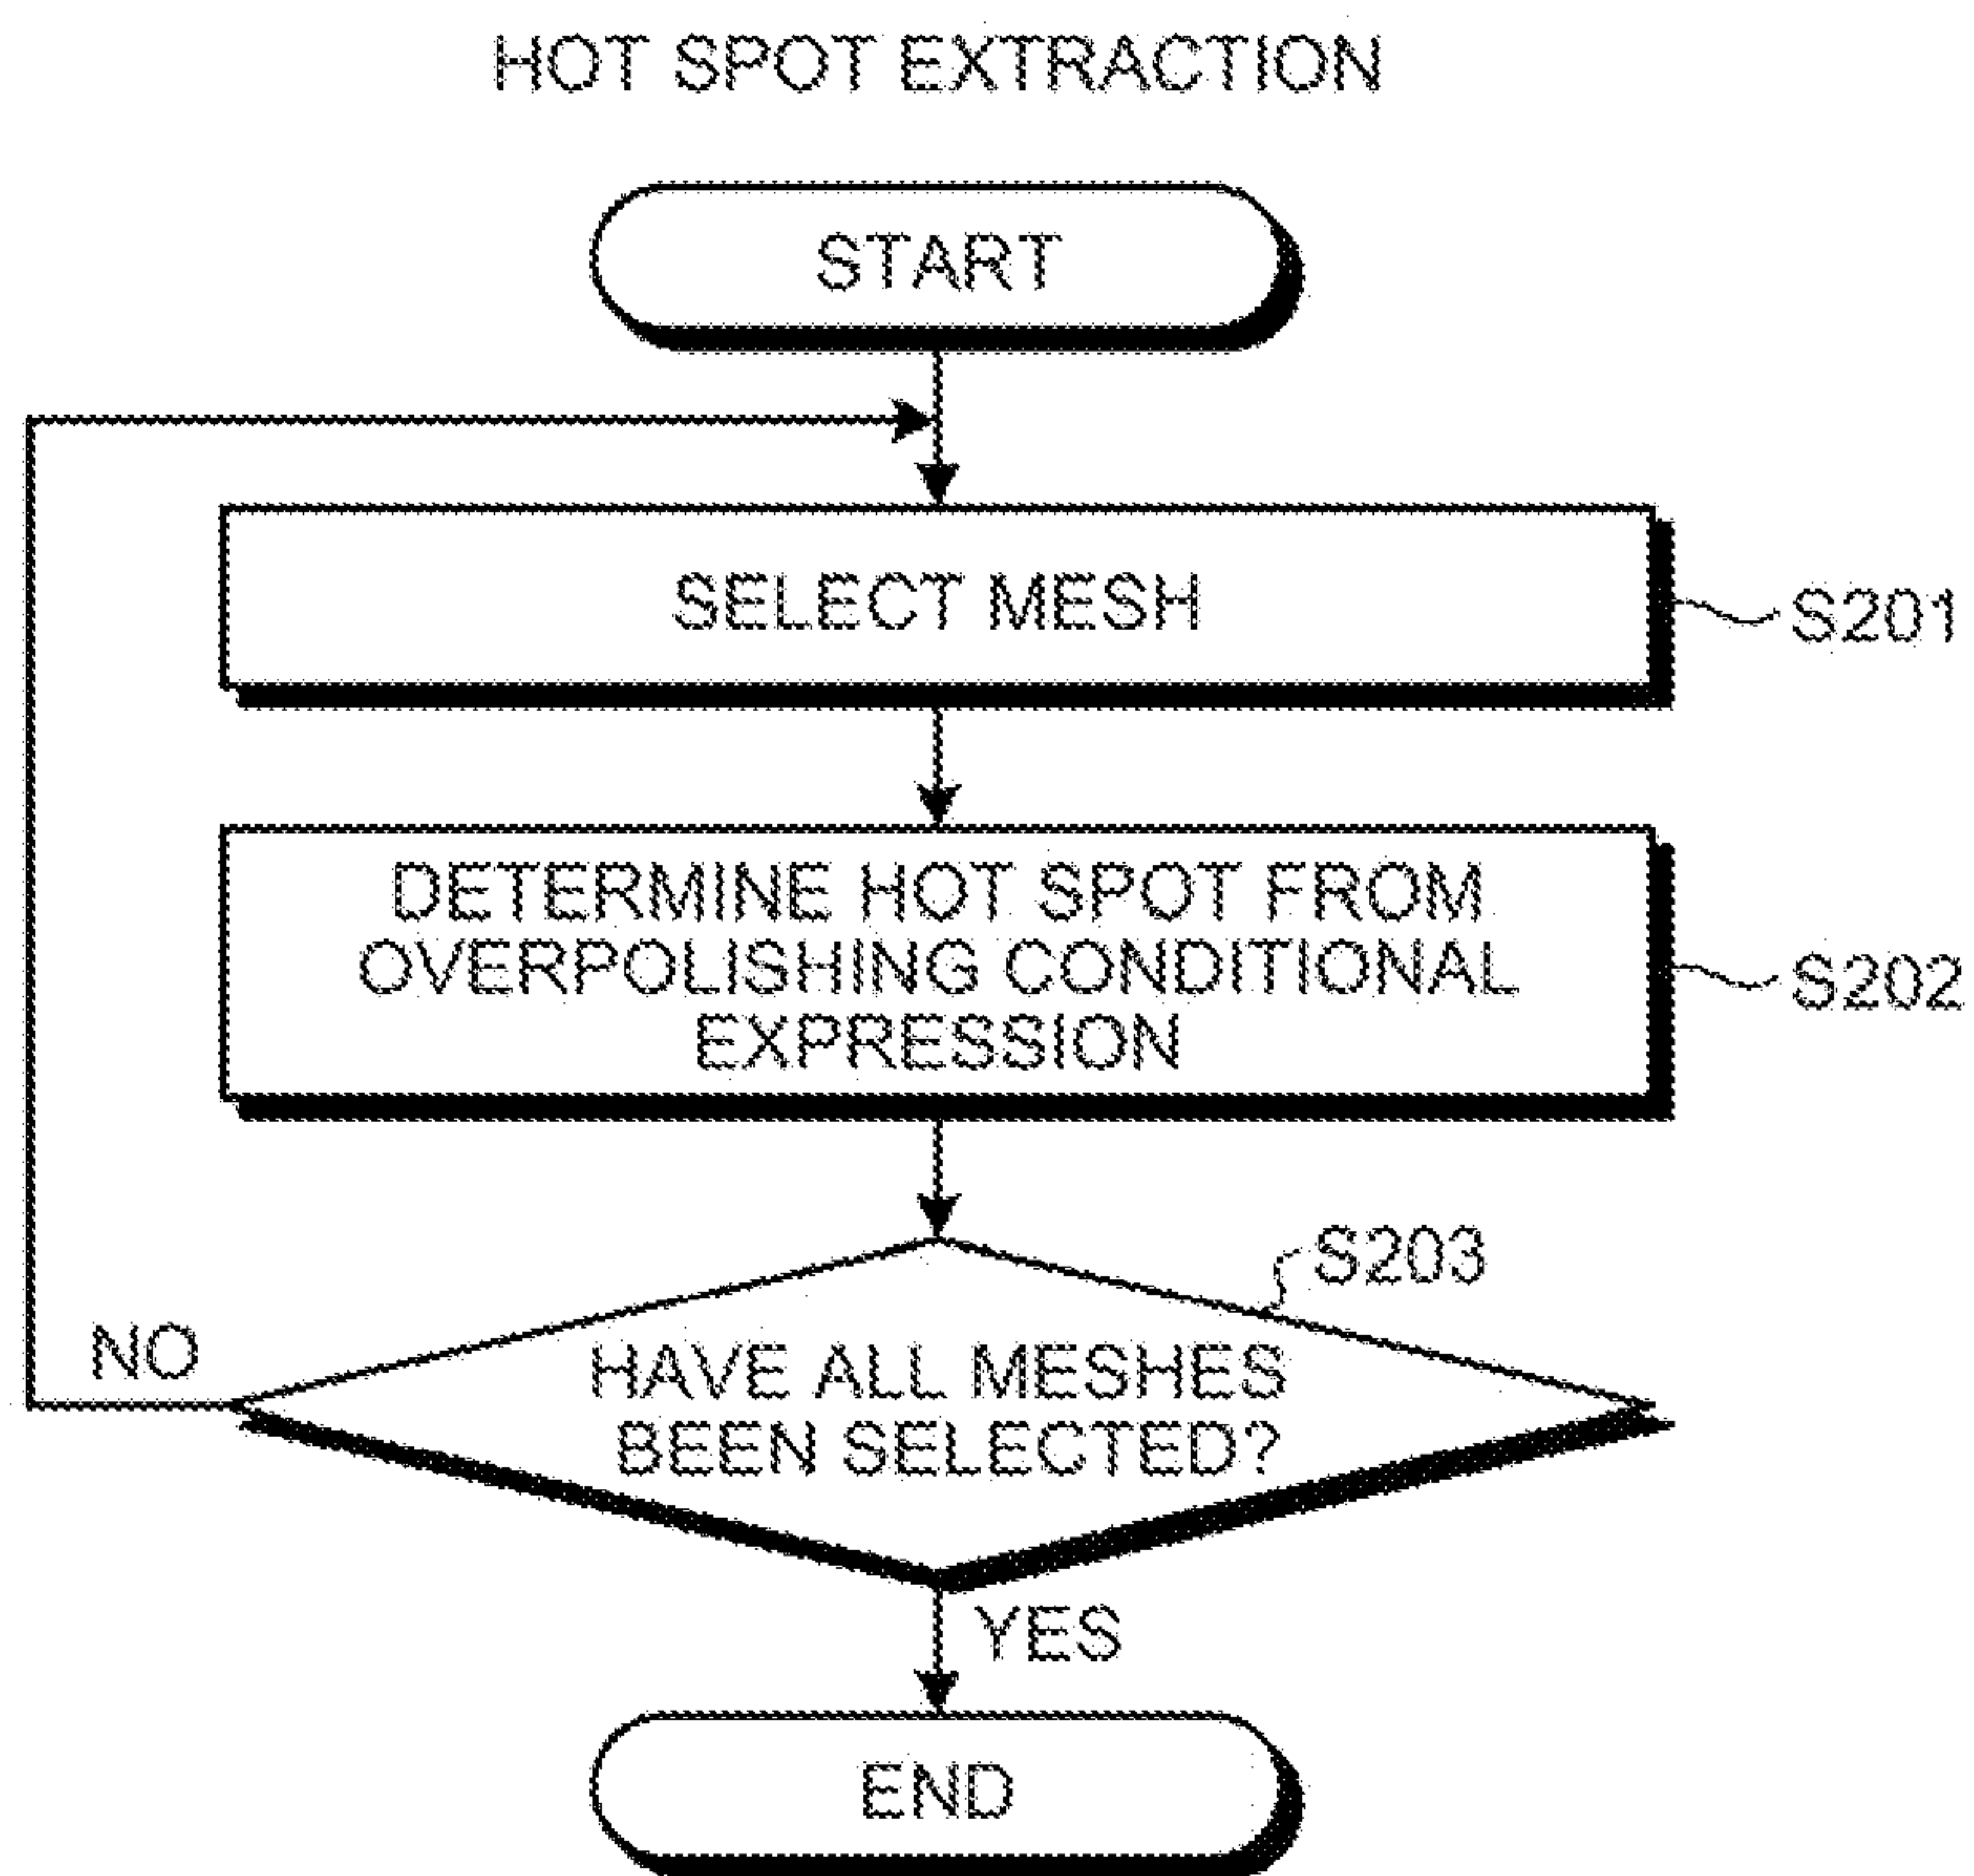 HOT SPOT EXTRACTION
START
SELECT MESH
S201
DETERMINE HOT SPOT FROM
OVERPOLISHING CONDITIONAL
EXPRESSION
S202
S203
HAVE ALL MESHES
BEEN SELECTED?
NO
YES
END